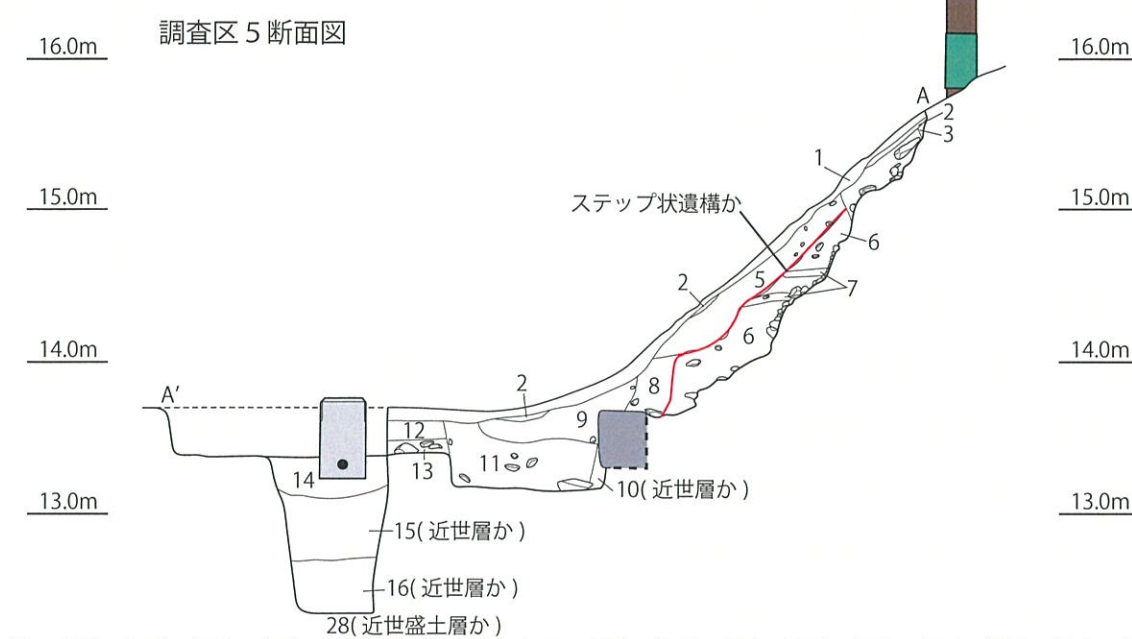 調査区 5 断面図
16.0m
16.0m
A
2
3
1
15.0m
15.0m
ステップ状遺構か
6
5
7
2
6
14.0m
14.0m
A'
2
8
9
12
11
13
14
10(近世層か)
13.0m
13.0m
15(近世層か)
16(近世層か)
28(近世盛土層か)